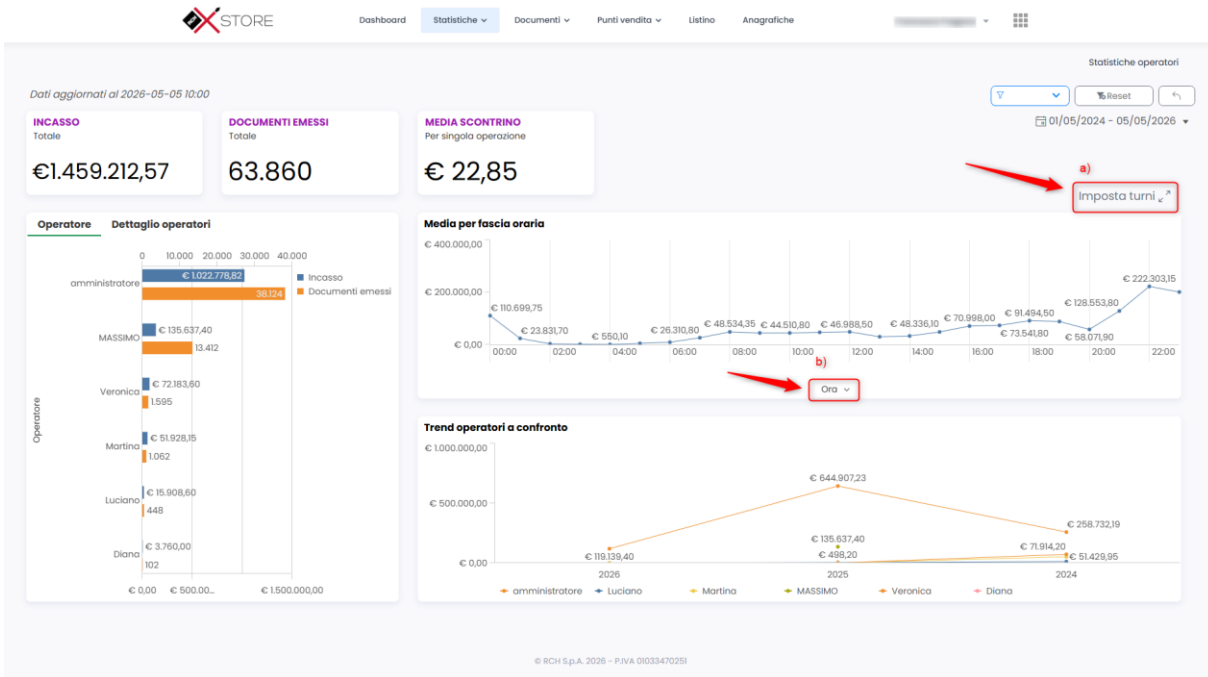 RCH STORE
Dashboard Statistiche Documenti Punti vendita Listino Anagrafiche
Statistiche operatori
Dati aggiornati al 2026-05-05 10:00
Reset
01/05/2024 - 05/05/2026
INCASSO
Totale
€1.459.212,57
DOCUMENTI EMESSI
Totale
63.860
MEDIA SCONTRINO
Per singola operazione
€ 22,85
a)
Imposta turni
Operatore Dettaglio operatori
0 10.000 20.000 30.000 40.000
amministratore
€ 1.022.778,82
38.124
Incasso
Documenti emessi
MASSIMO
€ 135.637,40
13.412
Veronica
€ 72.183,60
1.595
Operatore
Martina
€ 51.928,15
1.062
Luciano
€ 15.908,60
448
Diana
€ 3.760,00
102
€ 0,00 € 500.00... € 1.500.000,00
Media per fascia oraria
€ 400.000,00
€ 200.000,00
€ 0,00
€ 110.699,75
€ 23.831,70
€ 550,10
€ 26.310,80
€ 48.534,35
€ 44.510,80
€ 46.988,50
€ 48.336,10
€ 70.998,00
€ 73.541,80
€ 91.494,50
€ 58.071,90
€ 128.553,80
€ 222.303,15
00:00 02:00 04:00 06:00 08:00 10:00 12:00 14:00 16:00 18:00 20:00 22:00
b)
Ora
Trend operatori a confronto
€ 1.000.000,00
€ 500.000,00
€ 0,00
€ 119.139,40
€ 644.907,23
€ 135.637,40
€ 498,20
€ 258.732,19
€ 71.914,20
€ 51.429,95
2026 2025 2024
amministratore Luciano Martina MASSIMO Veronica Diana
© RCH S.p.A. 2026 - P.IVA 01033470251